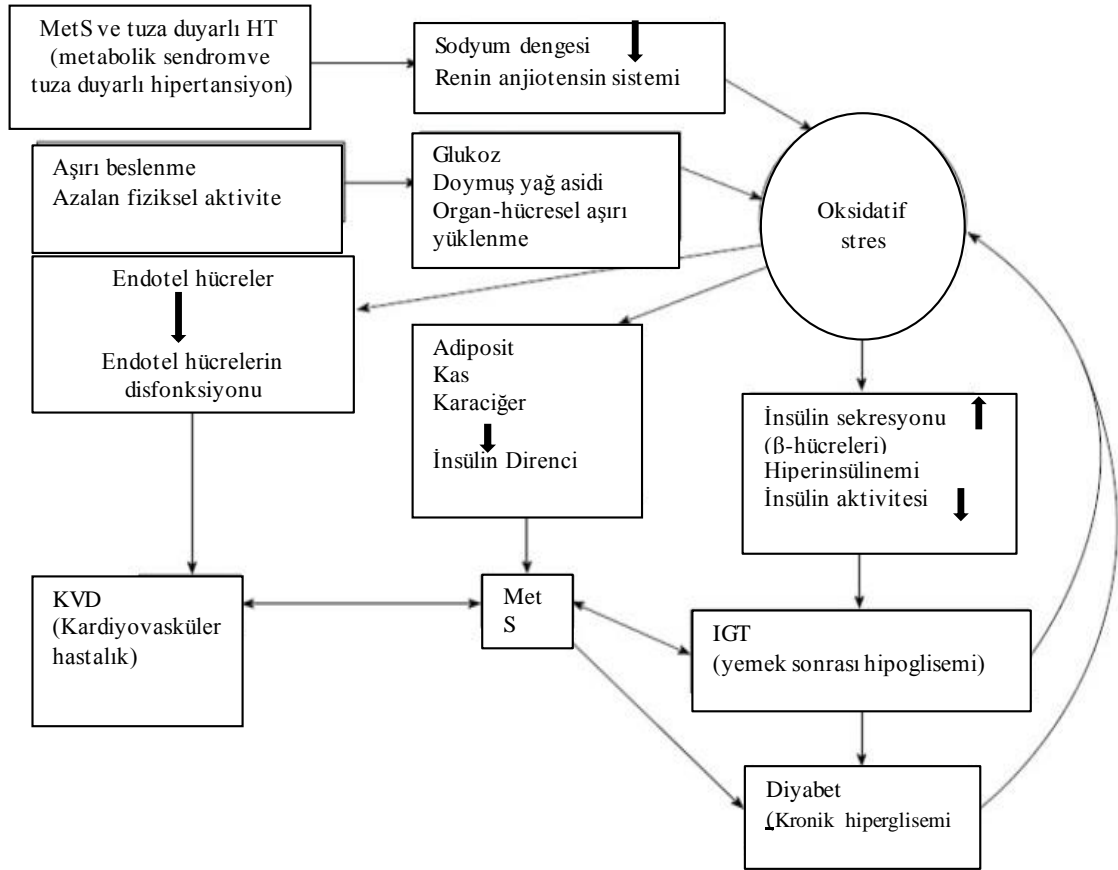 MetS ve tuza duyarlı HT
(metabolik sendromve
tuza duyarlı hipertansiyon)
Sodyum dengesi
Renin anjiotensin sistemi
Aşırı beslenme
Azalan fiziksel aktivite
Glukoz
Doymuş yağ asidi
Organ-hücresel aşırı
yüklenme
Oksidatif
stres
Endotel hücreler
Endotel hücrelerin
disfonksiyonu
Adiposit
Kas
Karaciğer
İnsülin Direnci
İnsülin sekresyonu
(β-hücreleri)
Hiperinsülinemi
İnsülin aktivitesi
KVD
(Kardiyovasküler
hastalık)
Met
S
IGT
(yemek sonrası hipoglisemi)
Diyabet
(Kronik hiperglisemi